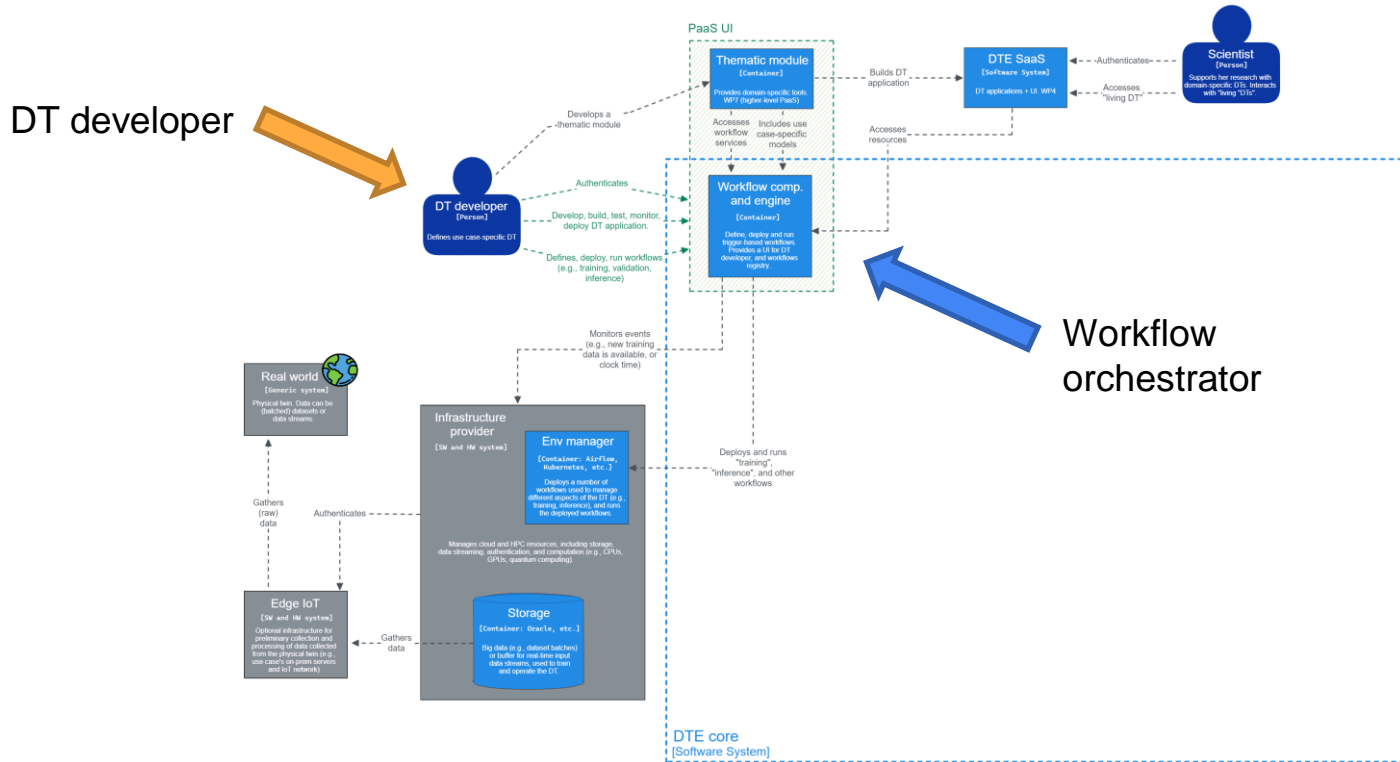 PaaS UI
Thematic module
[Container]
Provides domain-specific tools.
WP7 (higher-level PaaS)
Builds DT
application
DTE SaaS
[Software System]
DT applications + UI. WP4
Authenticates
Accesses
"living DT"
Scientist
[Person]
Supports her research with
domain-specific DTs. Interacts
with "living "DTs".
DT developer
Develops a
thematic module
Accesses
workflow
services
Includes use
case-specific
models
Accesses
resources
DT developer
[Person]
Defines use case-specific DT
Authenticates
Develop, build, test, monitor,
deploy DT application.
Defines, deploy, run workflows
(e.g., training, validation,
inference)
Workflow comp.
and engine
[Container]
Define, deploy and run
trigger-based workflows.
Provides a UI for DT
developer, and workflows
registry.
Workflow
orchestrator
Monitors events
(e.g., new training
data is available, or
clock time)
Real world
[Generic system]
Physical twin. Data can be
(batched) datasets or
data streams.
Infrastructure
provider
[SW and HW system]
Env manager
[Container: Airflow,
Kubernetes, etc.]
Deploys a number of
workflows used to manage
different aspects of the DT (e.g.,
training, inference), and runs
the deployed workflows.
Deploys and runs
"training",
"inference", and other
workflows
Gathers
(raw)
data
Authenticates
Manages cloud and HPC resources, including storage,
data streaming, authentication, and computation (e.g., CPUs,
GPUs, quantum computing)
Edge IoT
[SW and HW system]
Optional infrastructure for
preliminary collection and
processing of data collected
from the physical twin (e.g.,
use case's on-prem servers
and IoT network)
Gathers
data
Storage
[Container: Oracle, etc.]
Big data (e.g., dataset batches)
or buffer for real-time input
data streams, used to train
and operate the DT
DTE core
[Software System]